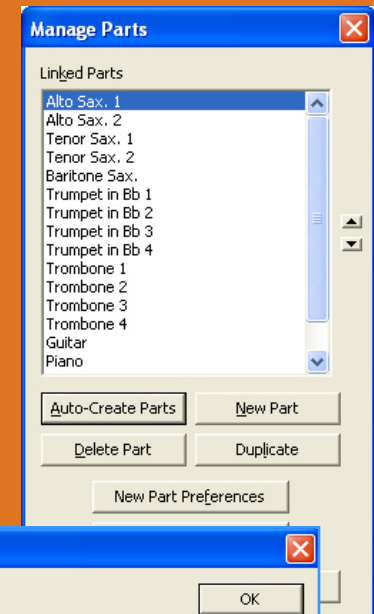 Manage Parts
Linked Parts
Alto Sax. 1
Alto Sax. 2
Tenor Sax. 1
Tenor Sax. 2
Baritone Sax.
Trumpet in Bb 1
Trumpet in Bb 2
Trumpet in Bb 3
Trumpet in Bb 4
Trombone 1
Trombone 2
Trombone 3
Trombone 4
Guitar
Piano
Auto-Create Parts New Part
Delete Part Duplicate
New Part Preferences
OK